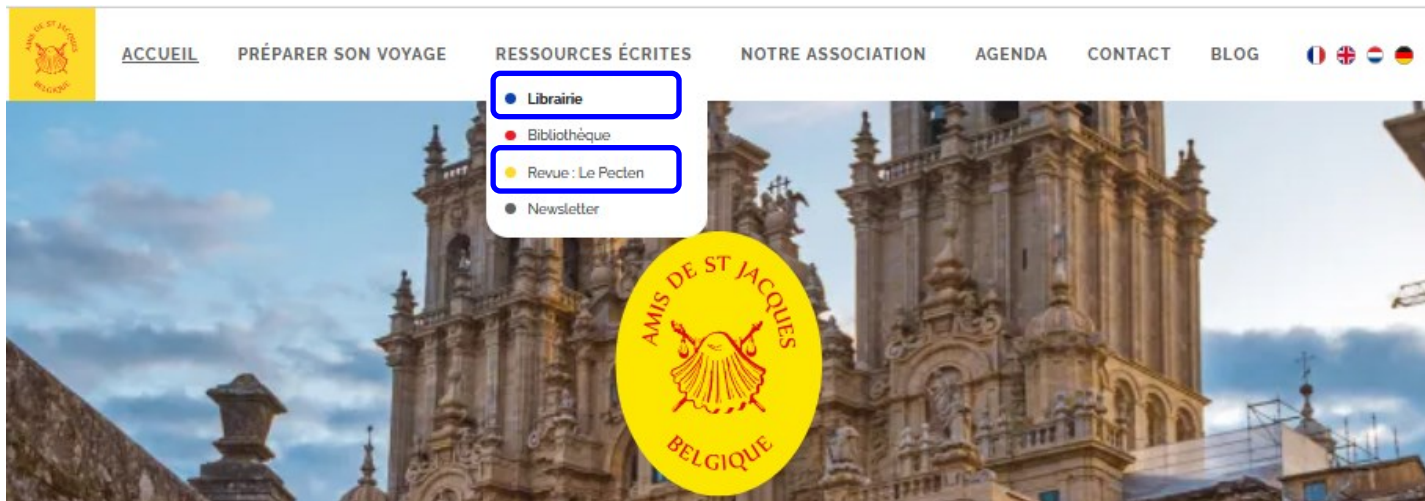 AMIS DE ST JACQUES
BELGIQUE
ACCUEIL PRÉPARER SON VOYAGE RESSOURCES ÉCRITES NOTRE ASSOCIATION AGENDA CONTACT BLOG
Librairie
Bibliothèque
Revue : Le Pecten
Newsletter
AMIS DE ST JACQUES
BELGIQUE